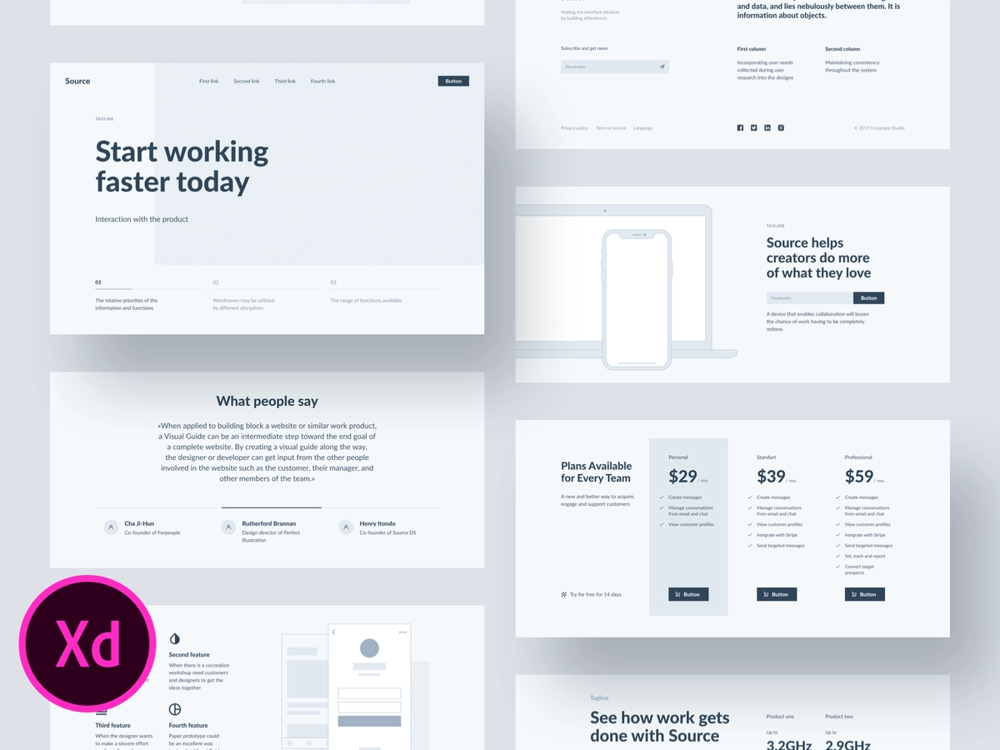 Source
First link
Second link
Third link
Fourth link
Button
TAGLINE
Start working
faster today
Interaction with the product
01
The relative priorities of the
information and functions
02
Wireframes may be utilized
by different disciplines
03
The range of functions available
What people say
«When applied to building block a website or similar work product,
a Visual Guide can be an intermediate step toward the end goal of
a complete website. By creating a visual guide along the way,
the designer or developer can get input from the other people
involved in the website such as the customer, their manager, and
other members of the team.»
Cha Ji-Hun
Co-founder of Forpeople
Rutherford Brannan
Design director of Perfect
Illustration
Henry Itondo
Co-founder of Source DS
Xd
Second feature
When there is a cocreation
workshop need customers
and designers to get the
ideas together
Third feature
When the designer wants
to make a sincere effort
Fourth feature
Paper prototype could
be an excellent way
Making the interface intuitive
by building affordances
and data, and lies nebulously between them. It is
information about objects.
Subscribe and get news
Placeholder
First column
Incorporating user needs
collected during user
research into the designs
Second column
Maintaining consistency
throughout the system
Privacy policy
Term of service
Language
© 2019 Forpeople Studio
TAGLINE
Source helps
creators do more
of what they love
Placeholder
Button
A device that enables collaboration will lessen
the chance of work having to be completely
redone.
Plans Available
for Every Team
A new and better way to acquire,
engage and support customers
Try for free for 14 days
Personal
$29 / mo.
Create messages
Manage conversations
from email and chat
View customer profiles
Button
Standart
$39 / mo.
Create messages
Manage conversations
from email and chat
View customer profiles
Integrate with Stripe
Send targeted messages
Button
Professional
$59 / mo.
Create messages
Manage conversations
from email and chat
View customer profiles
Integrate with Stripe
Send targeted messages
Set, track and report
Convert target
prospects
Button
Tagline
See how work gets
done with Source
Product one
Up to
3.2GHz
Product two
Up to
2.9GHz